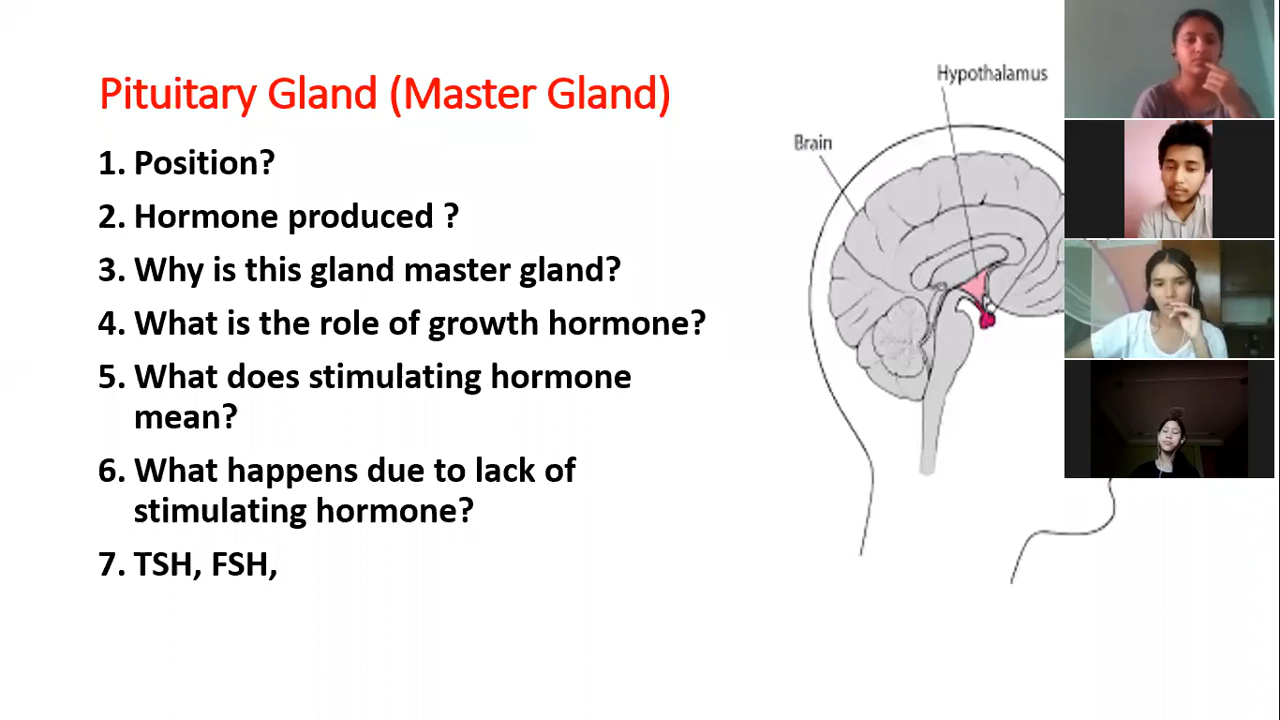 Pituitary Gland (Master Gland)
1. Position?
2. Hormone produced ?
3. Why is this gland master gland?
4. What is the role of growth hormone?
5. What does stimulating hormone
mean?
6. What happens due to lack of
stimulating hormone?
7. TSH, FSH,
Hypothalamus
Brain